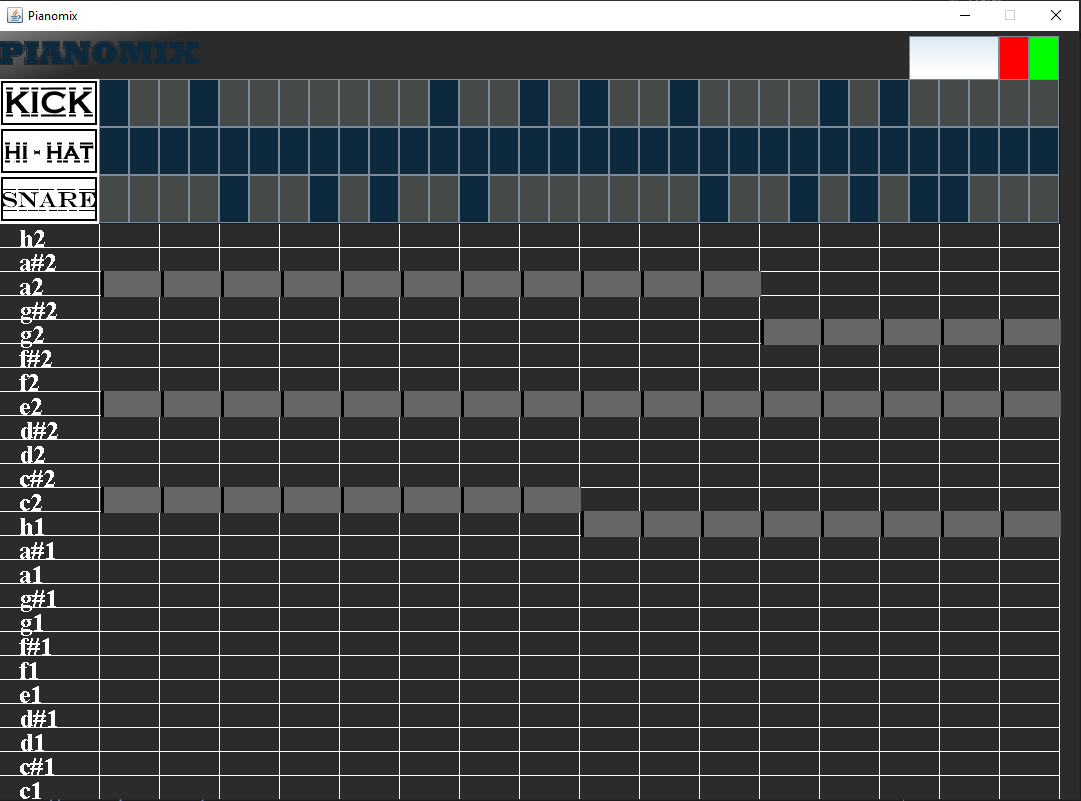 Pianomix
PIANOMIX
KICK
HI - HAT
SNARE
h2
a#2
a2
g#2
g2
f#2
f2
e2
d#2
d2
c#2
c2
h1
a#1
a1
g#1
g1
f#1
f1
e1
d#1
d1
c#1
c1